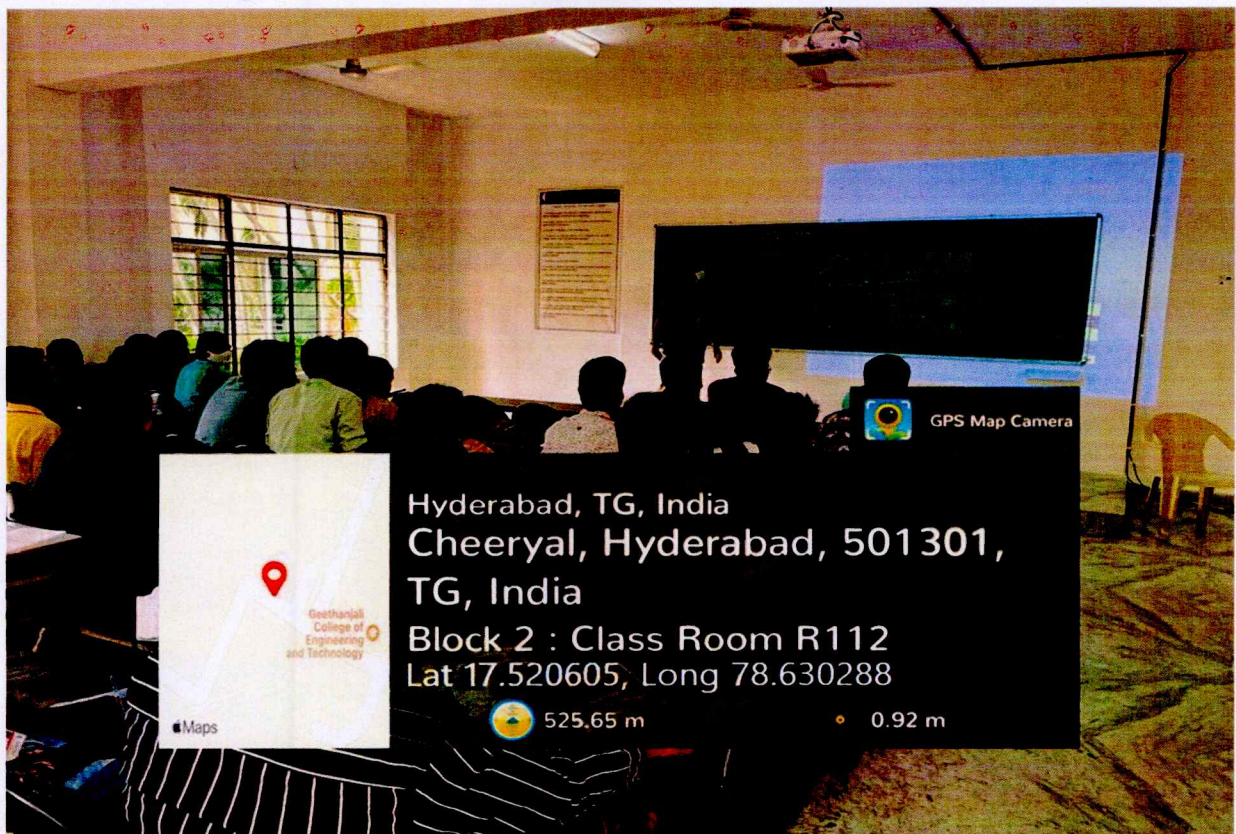 GPS Map Camera
Hyderabad, TG, India
Cheeryal, Hyderabad, 501301,
TG, India
Block 2 : Class Room R112
Lat 17.520605, Long 78.630288
525.65 m
0.92 m
Geethanjali
College of
Engineering
and Technology
Maps